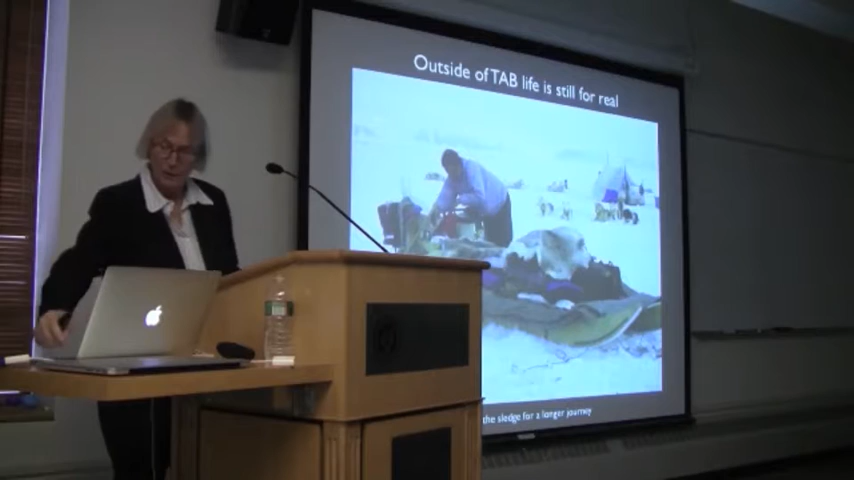 Outside of TAB life is still for real
the sledge for a longer journey